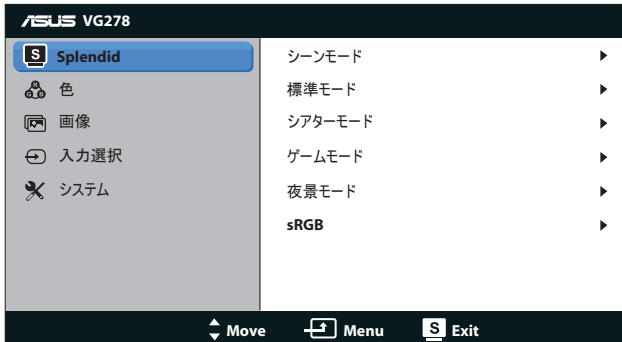 ASUS VG278
S Splendid
色
画像
入力選択
システム
シーンモード
標準モード
シアターモード
ゲームモード
夜景モード
sRGB
Move Menu S Exit